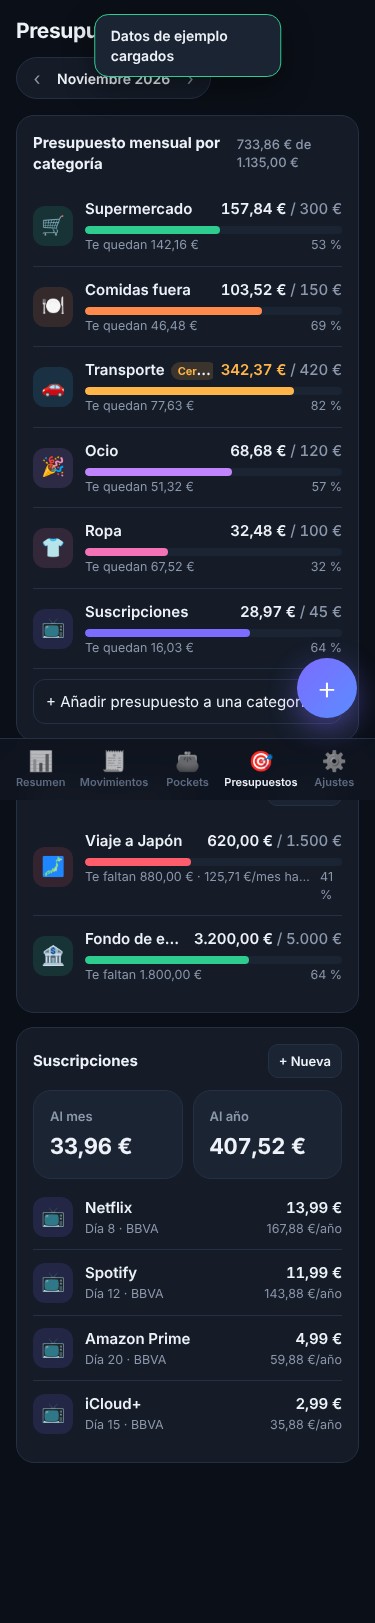 Presupu
Datos de ejemplo
cargados
‹ Noviembre 2026 ›
Presupuesto mensual por
categoría
733,86 € de
1.135,00 €
Supermercado 157,84 € / 300 €
Te quedan 142,16 € 53 %
Comidas fuera 103,52 € / 150 €
Te quedan 46,48 € 69 %
Transporte Cer... 342,37 € / 420 €
Te quedan 77,63 € 82 %
Ocio 68,68 € / 120 €
Te quedan 51,32 € 57 %
Ropa 32,48 € / 100 €
Te quedan 67,52 € 32 %
Suscripciones 28,97 € / 45 €
Te quedan 16,03 € 64 %
+ Añadir presupuesto a una categor
+
Resumen Movimientos Pockets Presupuestos Ajustes
Viaje a Japón 620,00 € / 1.500 €
Te faltan 880,00 € · 125,71 €/mes ha... 41
%
Fondo de e... 3.200,00 € / 5.000 €
Te faltan 1.800,00 € 64 %
Suscripciones + Nueva
Al mes Al año
33,96 € 407,52 €
Netflix 13,99 €
Día 8 · BBVA 167,88 €/año
Spotify 11,99 €
Día 12 · BBVA 143,88 €/año
Amazon Prime 4,99 €
Día 20 · BBVA 59,88 €/año
iCloud+ 2,99 €
Día 15 · BBVA 35,88 €/año